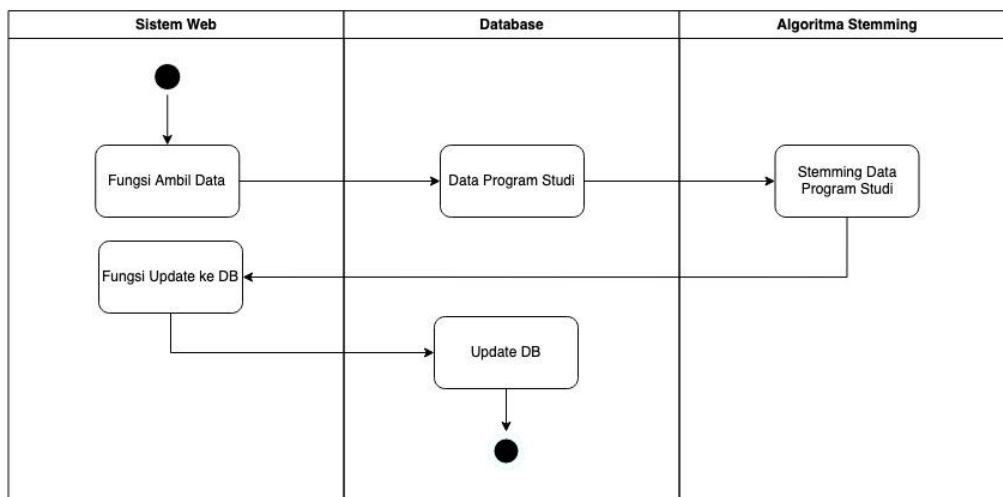 Sistem Web
Database
Algoritma Stemming
Fungsi Ambil Data
Data Program Studi
Stemming Data
Program Studi
Fungsi Update ke DB
Update DB